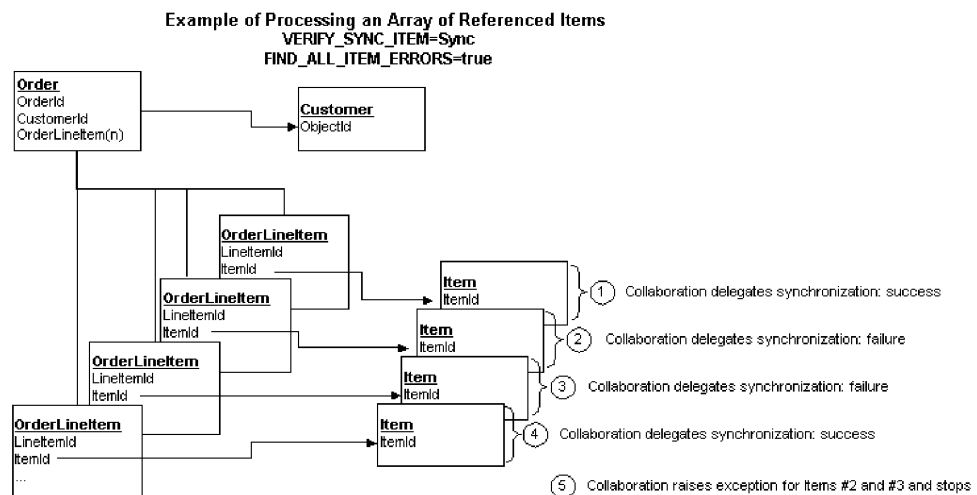 Example of Processing an Array of Referenced Items
VERIFY_SYNC_ITEM=Sync
FIND_ALL_ITEM_ERRORS=true
Order
OrderId
CustomerId
OrderLineItem(n)
Customer
ObjectId
OrderLineItem
LineItemId
ItemId
Item
ItemId
1 Collaboration delegates synchronization: success
OrderLineItem
LineItemId
ItemId
Item
ItemId
2 Collaboration delegates synchronization: failure
OrderLineItem
LineItemId
ItemId
Item
ItemId
3 Collaboration delegates synchronization: failure
OrderLineItem
LineItemId
ItemId
...
Item
ItemId
4 Collaboration delegates synchronization: success
5 Collaboration raises exception for Items #2 and #3 and stops